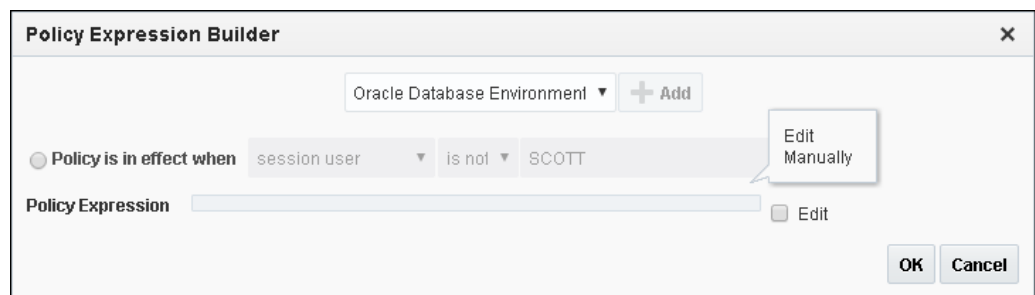 Policy Expression Builder
Oracle Database Environment
Add
Policy is in effect when session user is not SCOTT
Edit
Manually
Policy Expression
Edit
OK Cancel